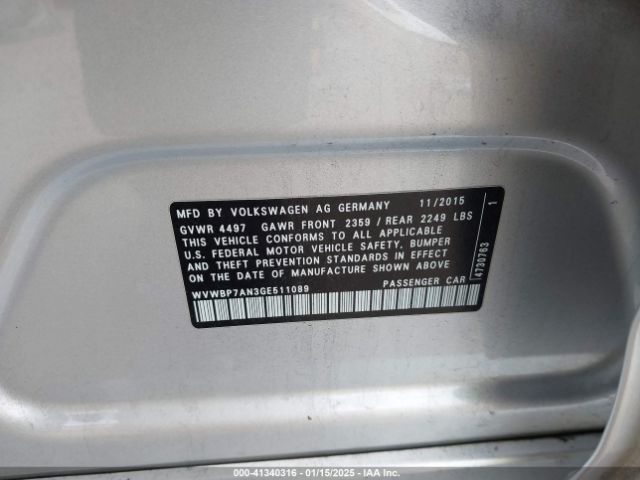 MFD BY VOLKSWAGEN AG GERMANY 11/2015
GVWR 4497 GAWR FRONT 2359 / REAR 2249 LBS
THIS VEHICLE CONFORMS TO ALL APPLICABLE
U.S. FEDERAL MOTOR VEHICLE SAFETY, BUMPER
AND THEFT PREVENTION STANDARDS IN EFFECT
ON THE DATE OF MANUFACTURE SHOWN ABOVE
WVWBP7AN3GE511089 PASSENGER CAR
4730763 1
000-41340316 - 01/15/2025 - IAA Inc.